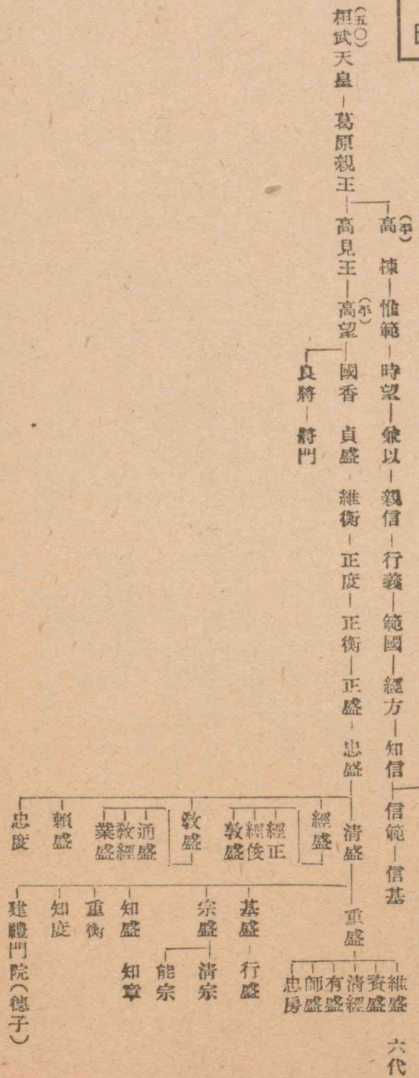 (平)
高棟―惟範―時望―兼以―親信―行義―範國―經方―知信―信範―信基
(五〇)
桓武天皇―葛原親王―高見王―高望―國香 貞盛 維衡―正度―正衡―正盛―忠盛―清盛―重盛―維盛 六代
(平)
良將―將門
資盛
清經
有盛
師盛
忠房
基盛―行盛
宗盛―清宗
能宗
知盛 知章
重衡
知度
建禮門院(德子)
經盛
經正
經俊
敦盛
敎盛
通盛
敎經
業盛
賴盛
忠度